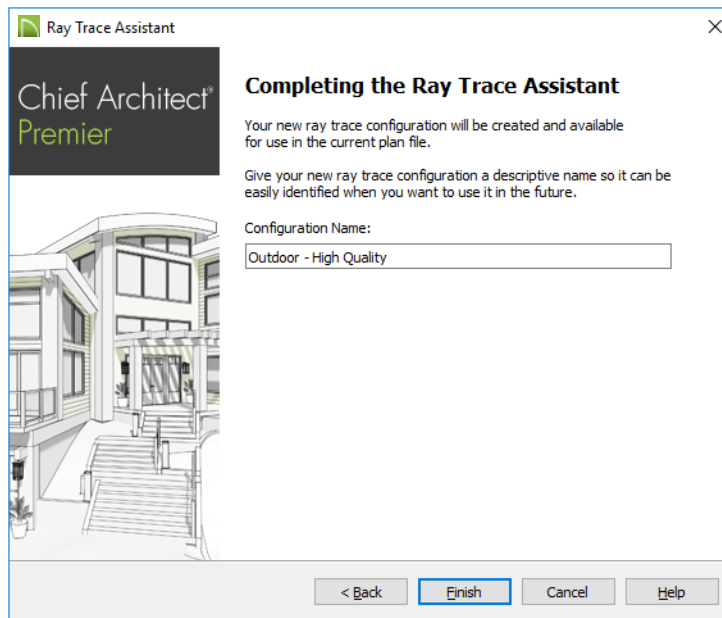 Ray Trace Assistant
Chief Architect®
Premier
Completing the Ray Trace Assistant
Your new ray trace configuration will be created and available
for use in the current plan file.
Give your new ray trace configuration a descriptive name so it can be
easily identified when you want to use it in the future.
Configuration Name:
Outdoor - High Quality
< Back
Finish
Cancel
Help